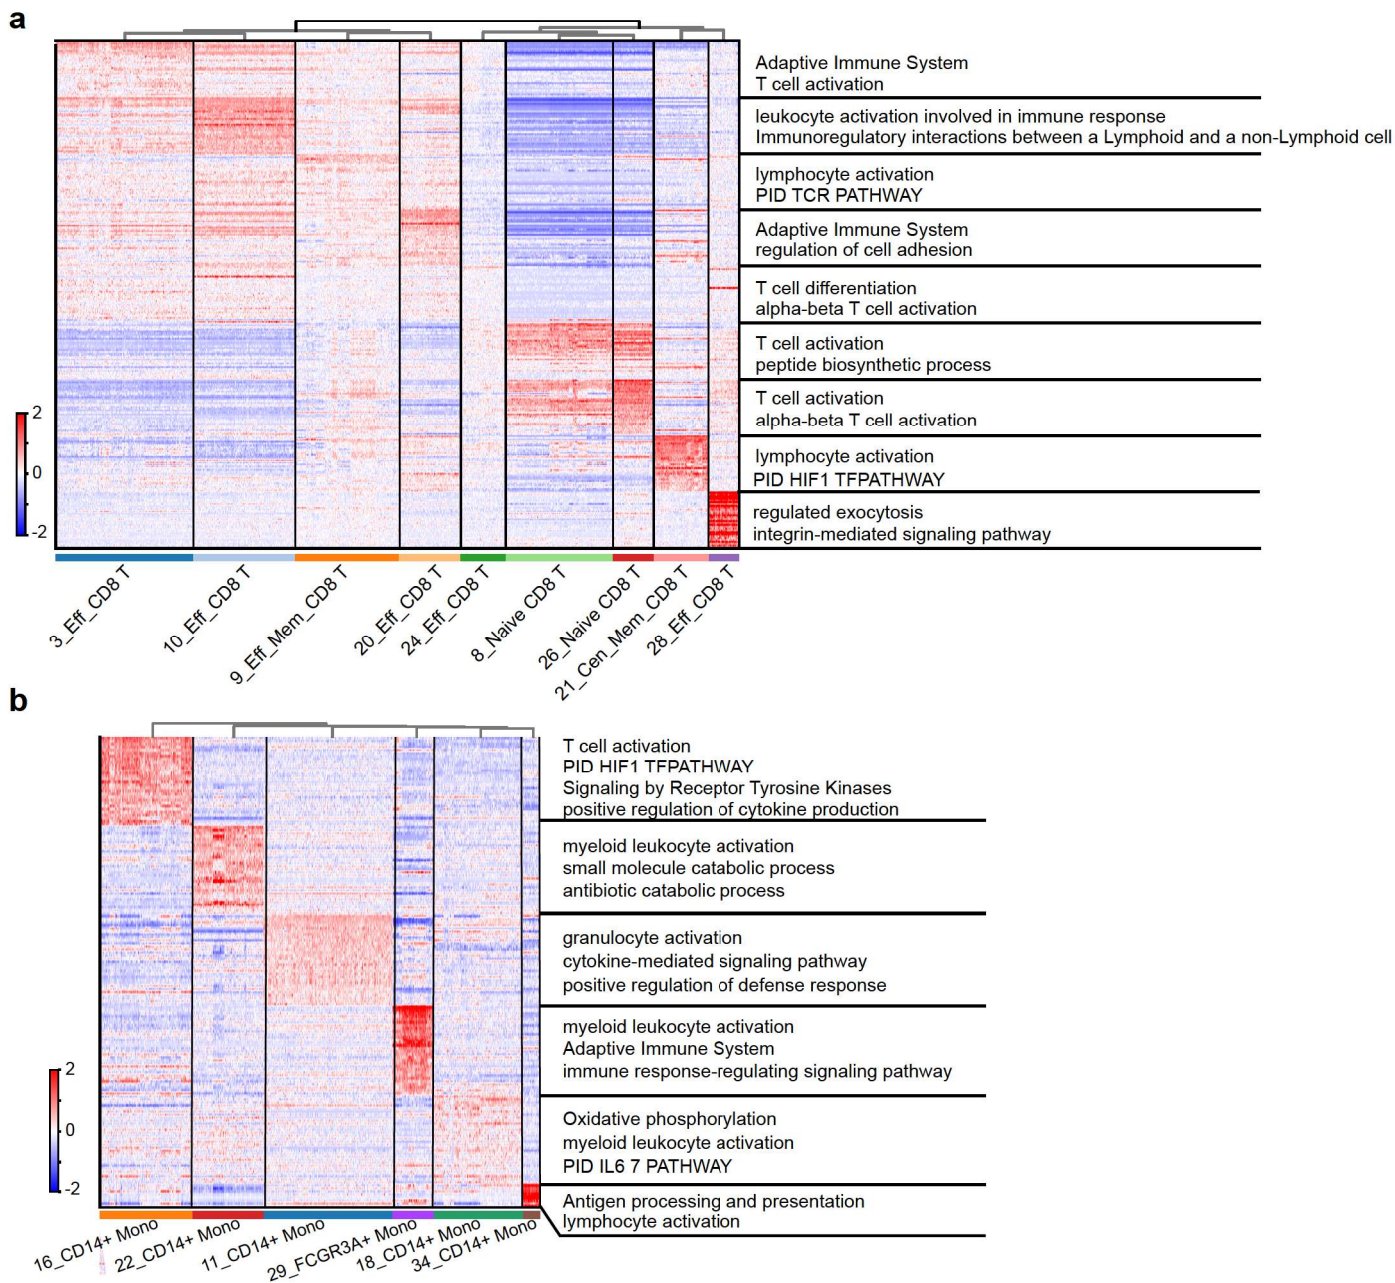 a
Adaptive Immune System
T cell activation
leukocyte activation involved in immune response
Immunoregulatory interactions between a Lymphoid and a non-Lymphoid cell
lymphocyte activation
PID TCR PATHWAY
Adaptive Immune System
regulation of cell adhesion
T cell differentiation
alpha-beta T cell activation
T cell activation
peptide biosynthetic process
T cell activation
alpha-beta T cell activation
lymphocyte activation
PID HIF1 TFPATHWAY
regulated exocytosis
integrin-mediated signaling pathway
2
0
-2
3_Eff_CD8 T
10_Eff_CD8 T
9_Eff_Mem_CD8 T
20_Eff_CD8 T
24_Eff_CD8 T
8_Naive CD8 T
26_Naive CD8 T
21_Cen_Mem_CD8 T
28_Eff_CD8 T
b
T cell activation
PID HIF1 TFPATHWAY
Signaling by Receptor Tyrosine Kinases
positive regulation of cytokine production
myeloid leukocyte activation
small molecule catabolic process
antibiotic catabolic process
granulocyte activation
cytokine-mediated signaling pathway
positive regulation of defense response
myeloid leukocyte activation
Adaptive Immune System
immune response-regulating signaling pathway
Oxidative phosphorylation
myeloid leukocyte activation
PID IL6 7 PATHWAY
Antigen processing and presentation
lymphocyte activation
2
0
-2
16_CD14+ Mono
22_CD14+ Mono
11_CD14+ Mono
29_FCGR3A+ Mono
18_CD14+ Mono
34_CD14+ Mono